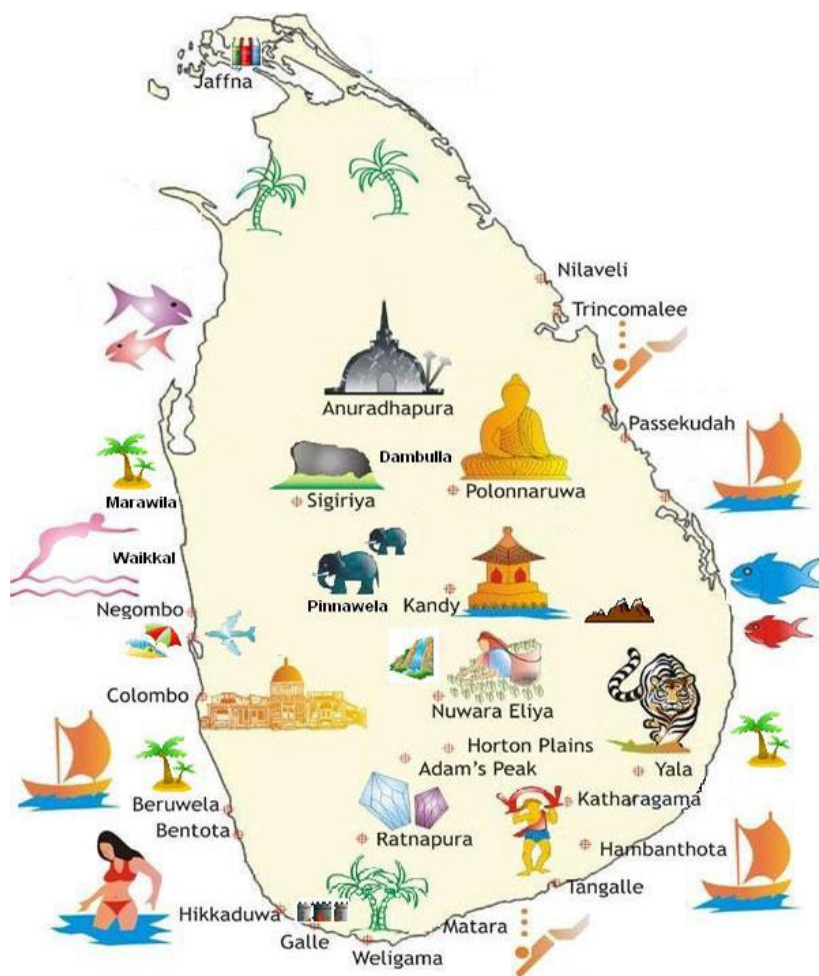 Jaffna
Nilaveli
Trincomalee
Anuradhapura
Passekudah
Dambulla
Marawila
Sigiriya
Polonnaruwa
Waikkal
Pinnawela
Kandy
Negombo
Colombo
Nuwara Eliya
Horton Plains
Adam's Peak
Yala
Beruwela
Katharagama
Bentota
Ratnapura
Hambanthota
Tangalle
Hikkaduwa
Galle
Matara
Weligama